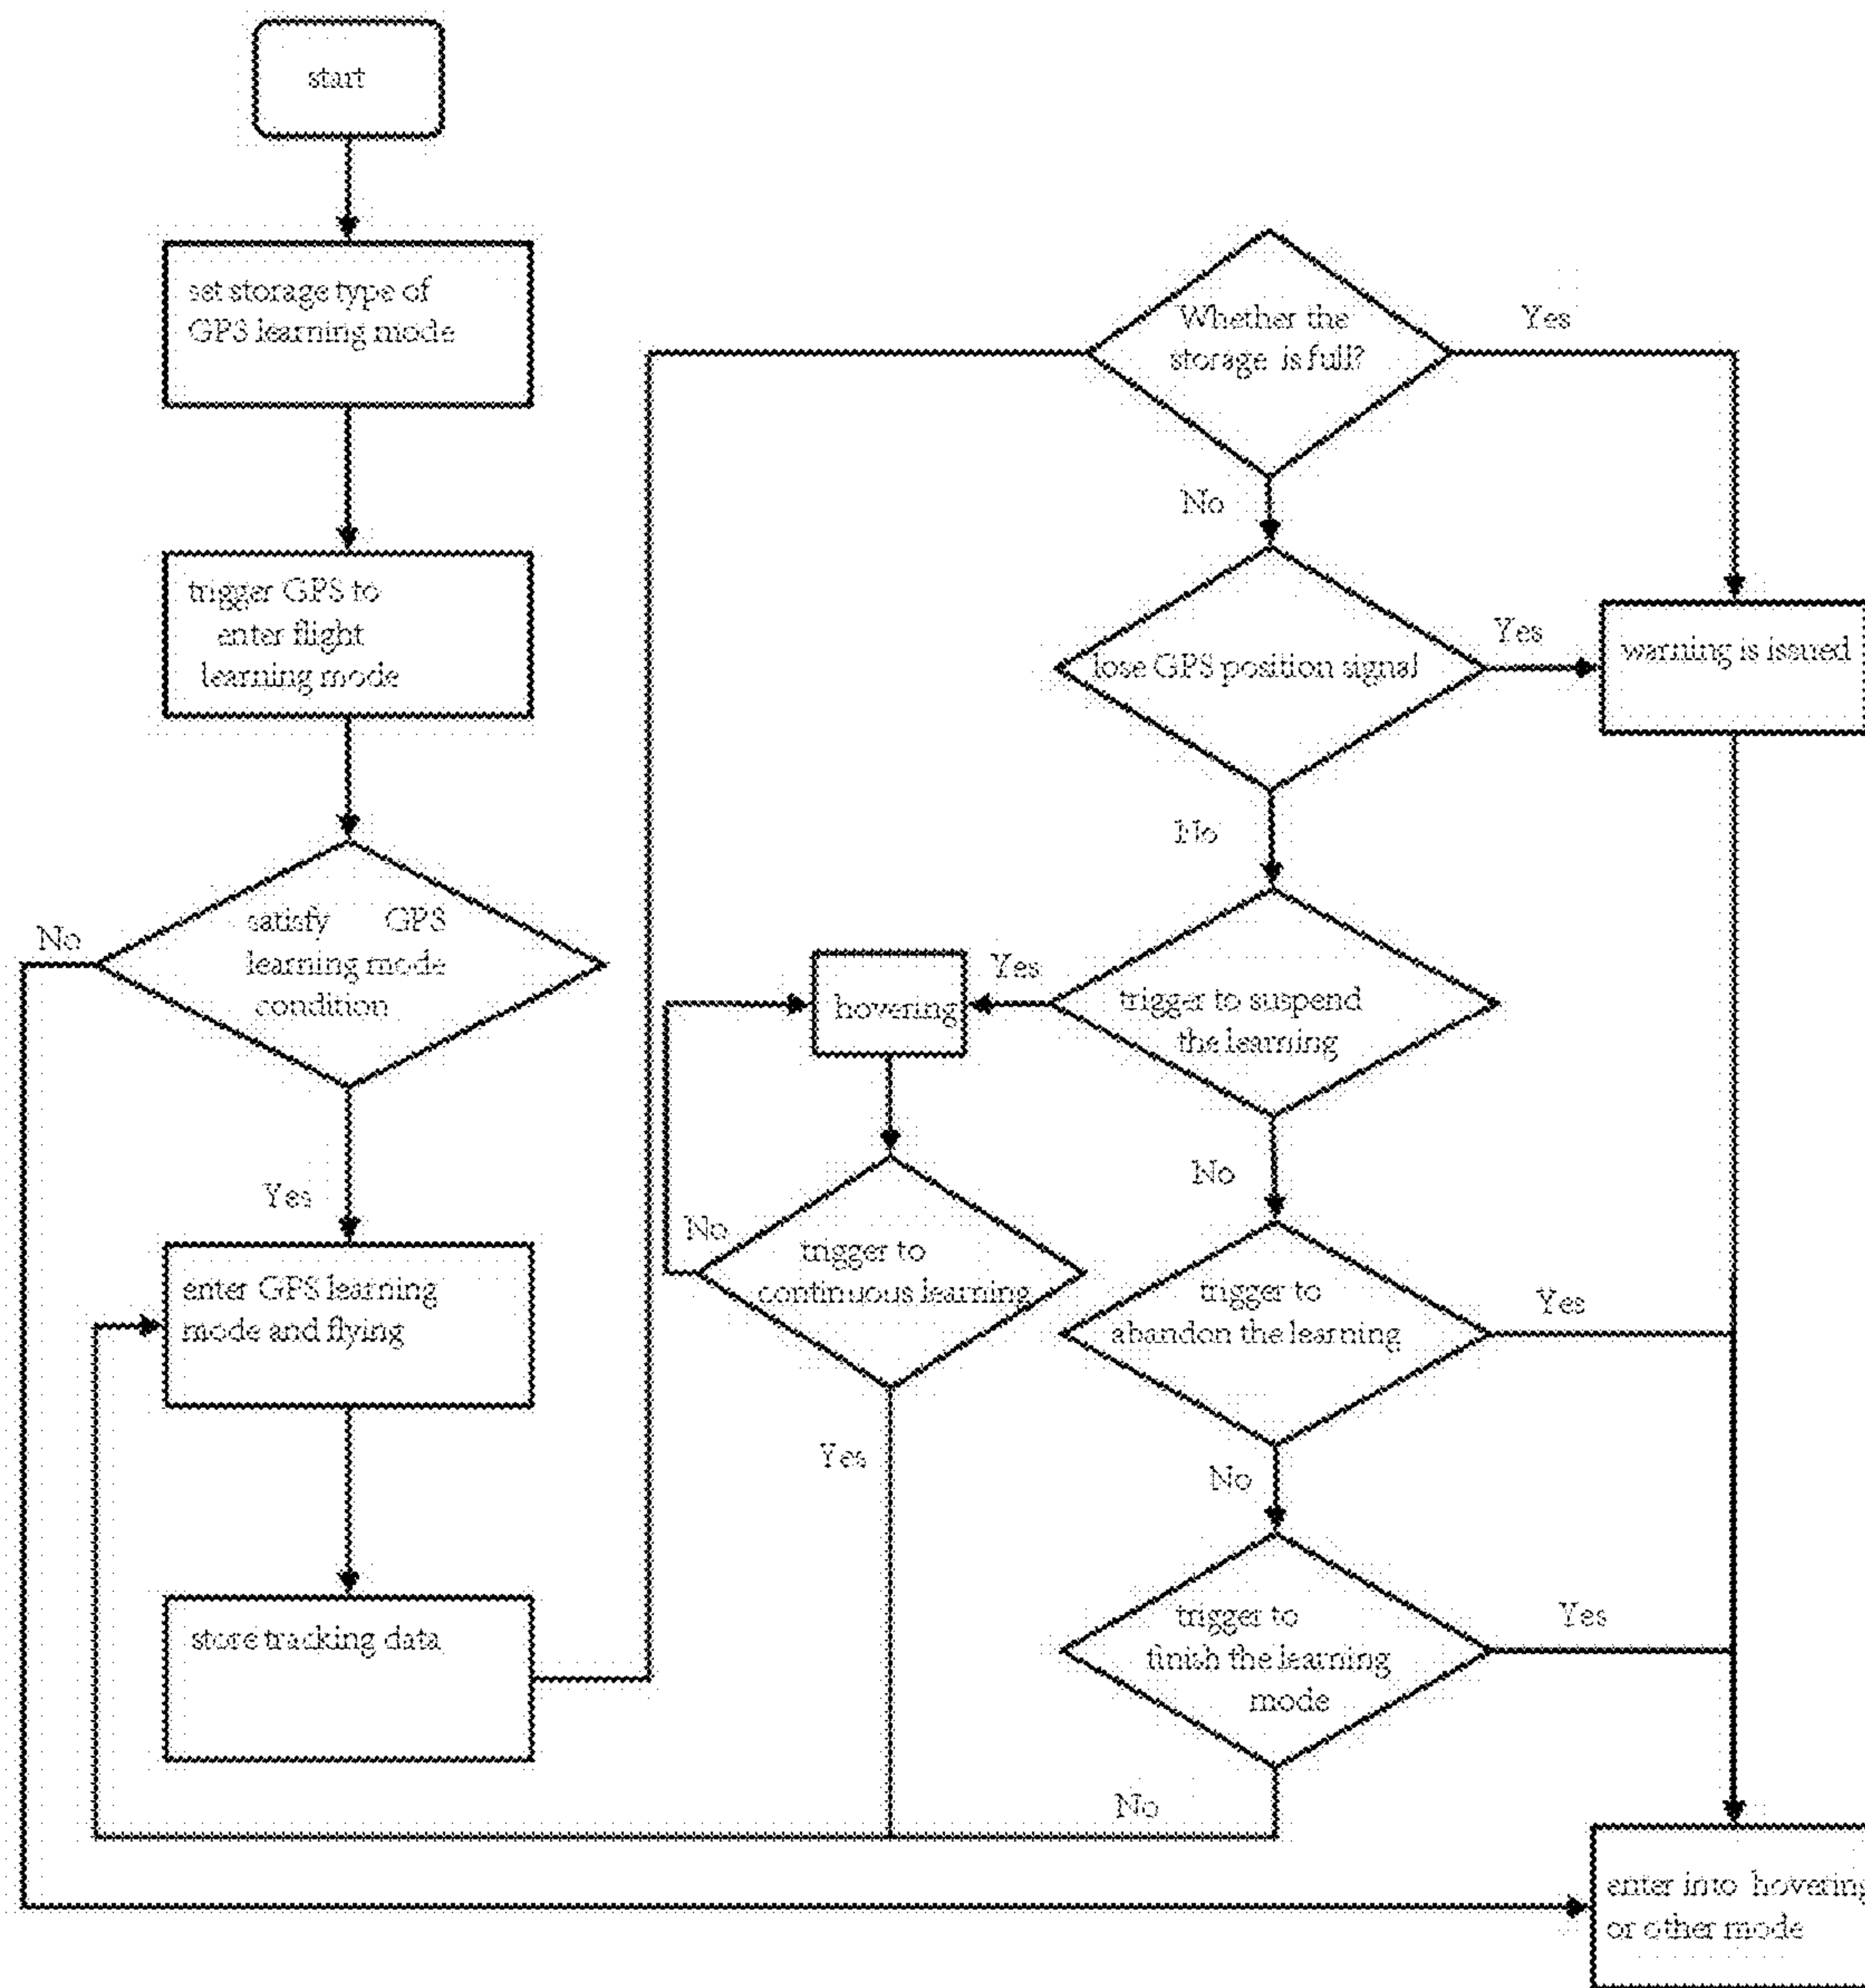 start
set storage type of
GPS learning mode
trigger GPS to
enter flight
learning mode
satisfy GPS
learning mode
condition
No
Yes
enter GPS learning
mode and flying
store tracking data
Whether the
storage is full?
Yes
No
lose GPS position signal
Yes
warning is issued
No
trigger to suspend
the learning
Yes
hovering
No
trigger to
continuous learning
No
Yes
trigger to
abandon the learning
Yes
No
trigger to
finish the learning
mode
Yes
No
enter into hovering
or other mode